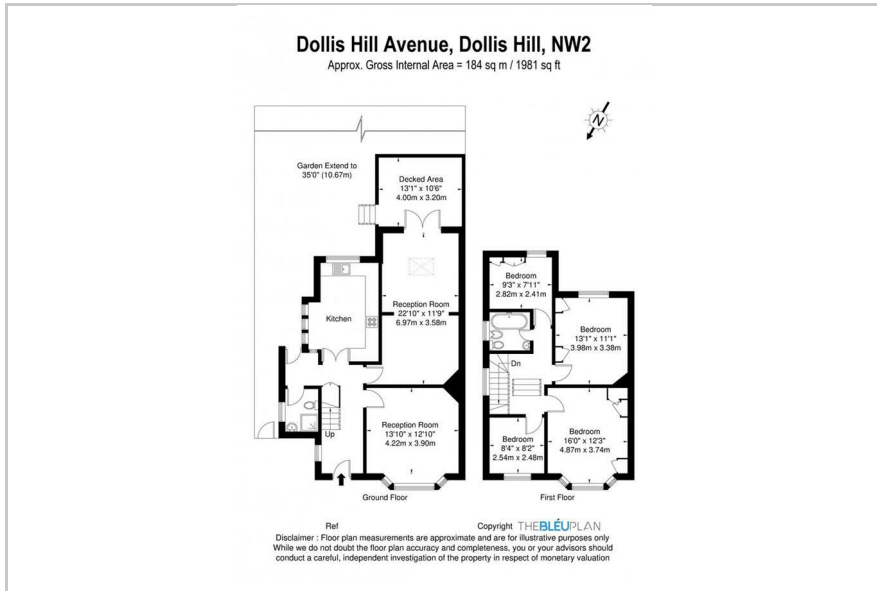 Dollis Hill Avenue, Dollis Hill, NW2
Approx. Gross Internal Area = 184 sq m / 1981 sq ft
N
Garden Extend to
35'0" (10.67m)
Decked Area
13'1" x 10'6"
4.00m x 3.20m
Kitchen
Reception Room
22'10" x 11'9"
6.97m x 3.58m
Reception Room
13'10" x 12'10"
4.22m x 3.90m
Up
Ground Floor
Bedroom
9'3" x 7'11"
2.82m x 2.41m
Bedroom
13'1" x 11'1"
3.98m x 3.38m
Dn
Bedroom
16'0" x 12'3"
4.87m x 3.74m
Bedroom
8'4" x 8'2"
2.54m x 2.48m
First Floor
Ref
Copyright THEBLÉUPLAN
Disclaimer : Floor plan measurements are approximate and are for illustrative purposes only
While we do not doubt the floor plan accuracy and completeness, you or your advisors should
conduct a careful, independent investigation of the property in respect of monetary valuation